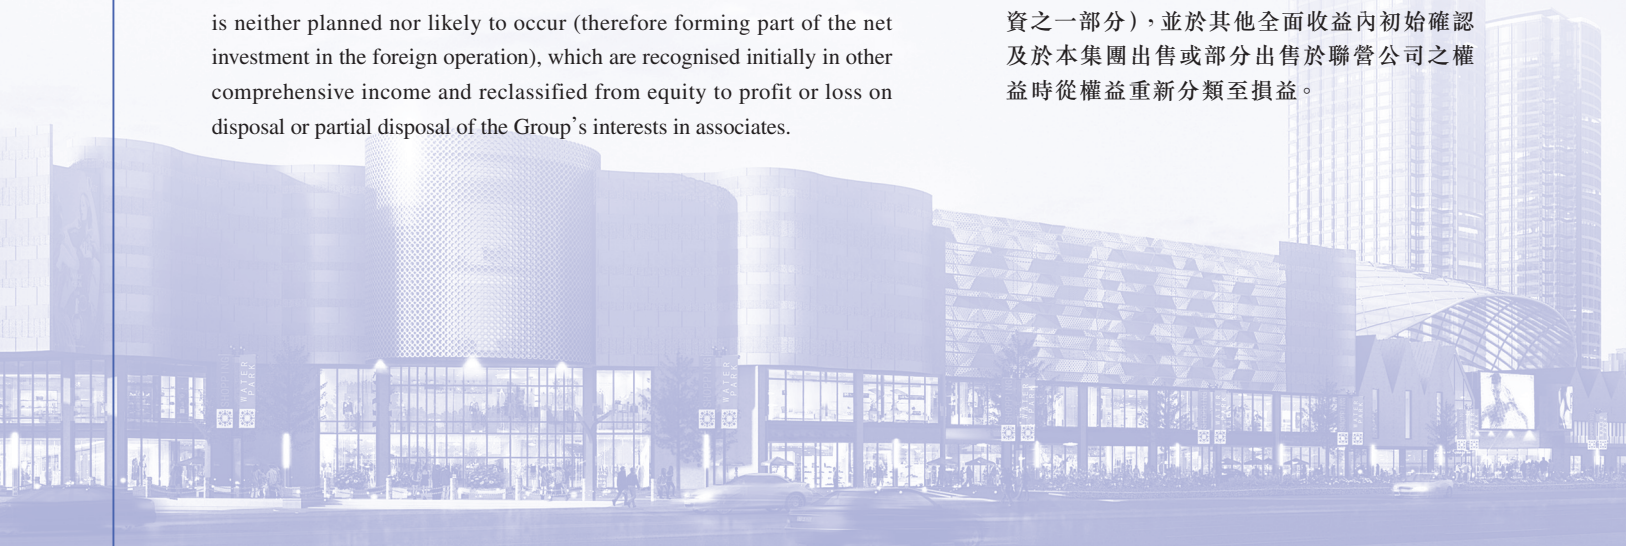 is neither planned nor likely to occur (therefore forming part of the net
investment in the foreign operation), which are recognised initially in other
comprehensive income and reclassified from equity to profit or loss on
disposal or partial disposal of the Group’s interests in associates.
資之一部分)，並於其他全面收益內初始確認
及於本集團出售或部分出售於聯營公司之權
益時從權益重新分類至損益。
WATER
PARK
WATER
PARK